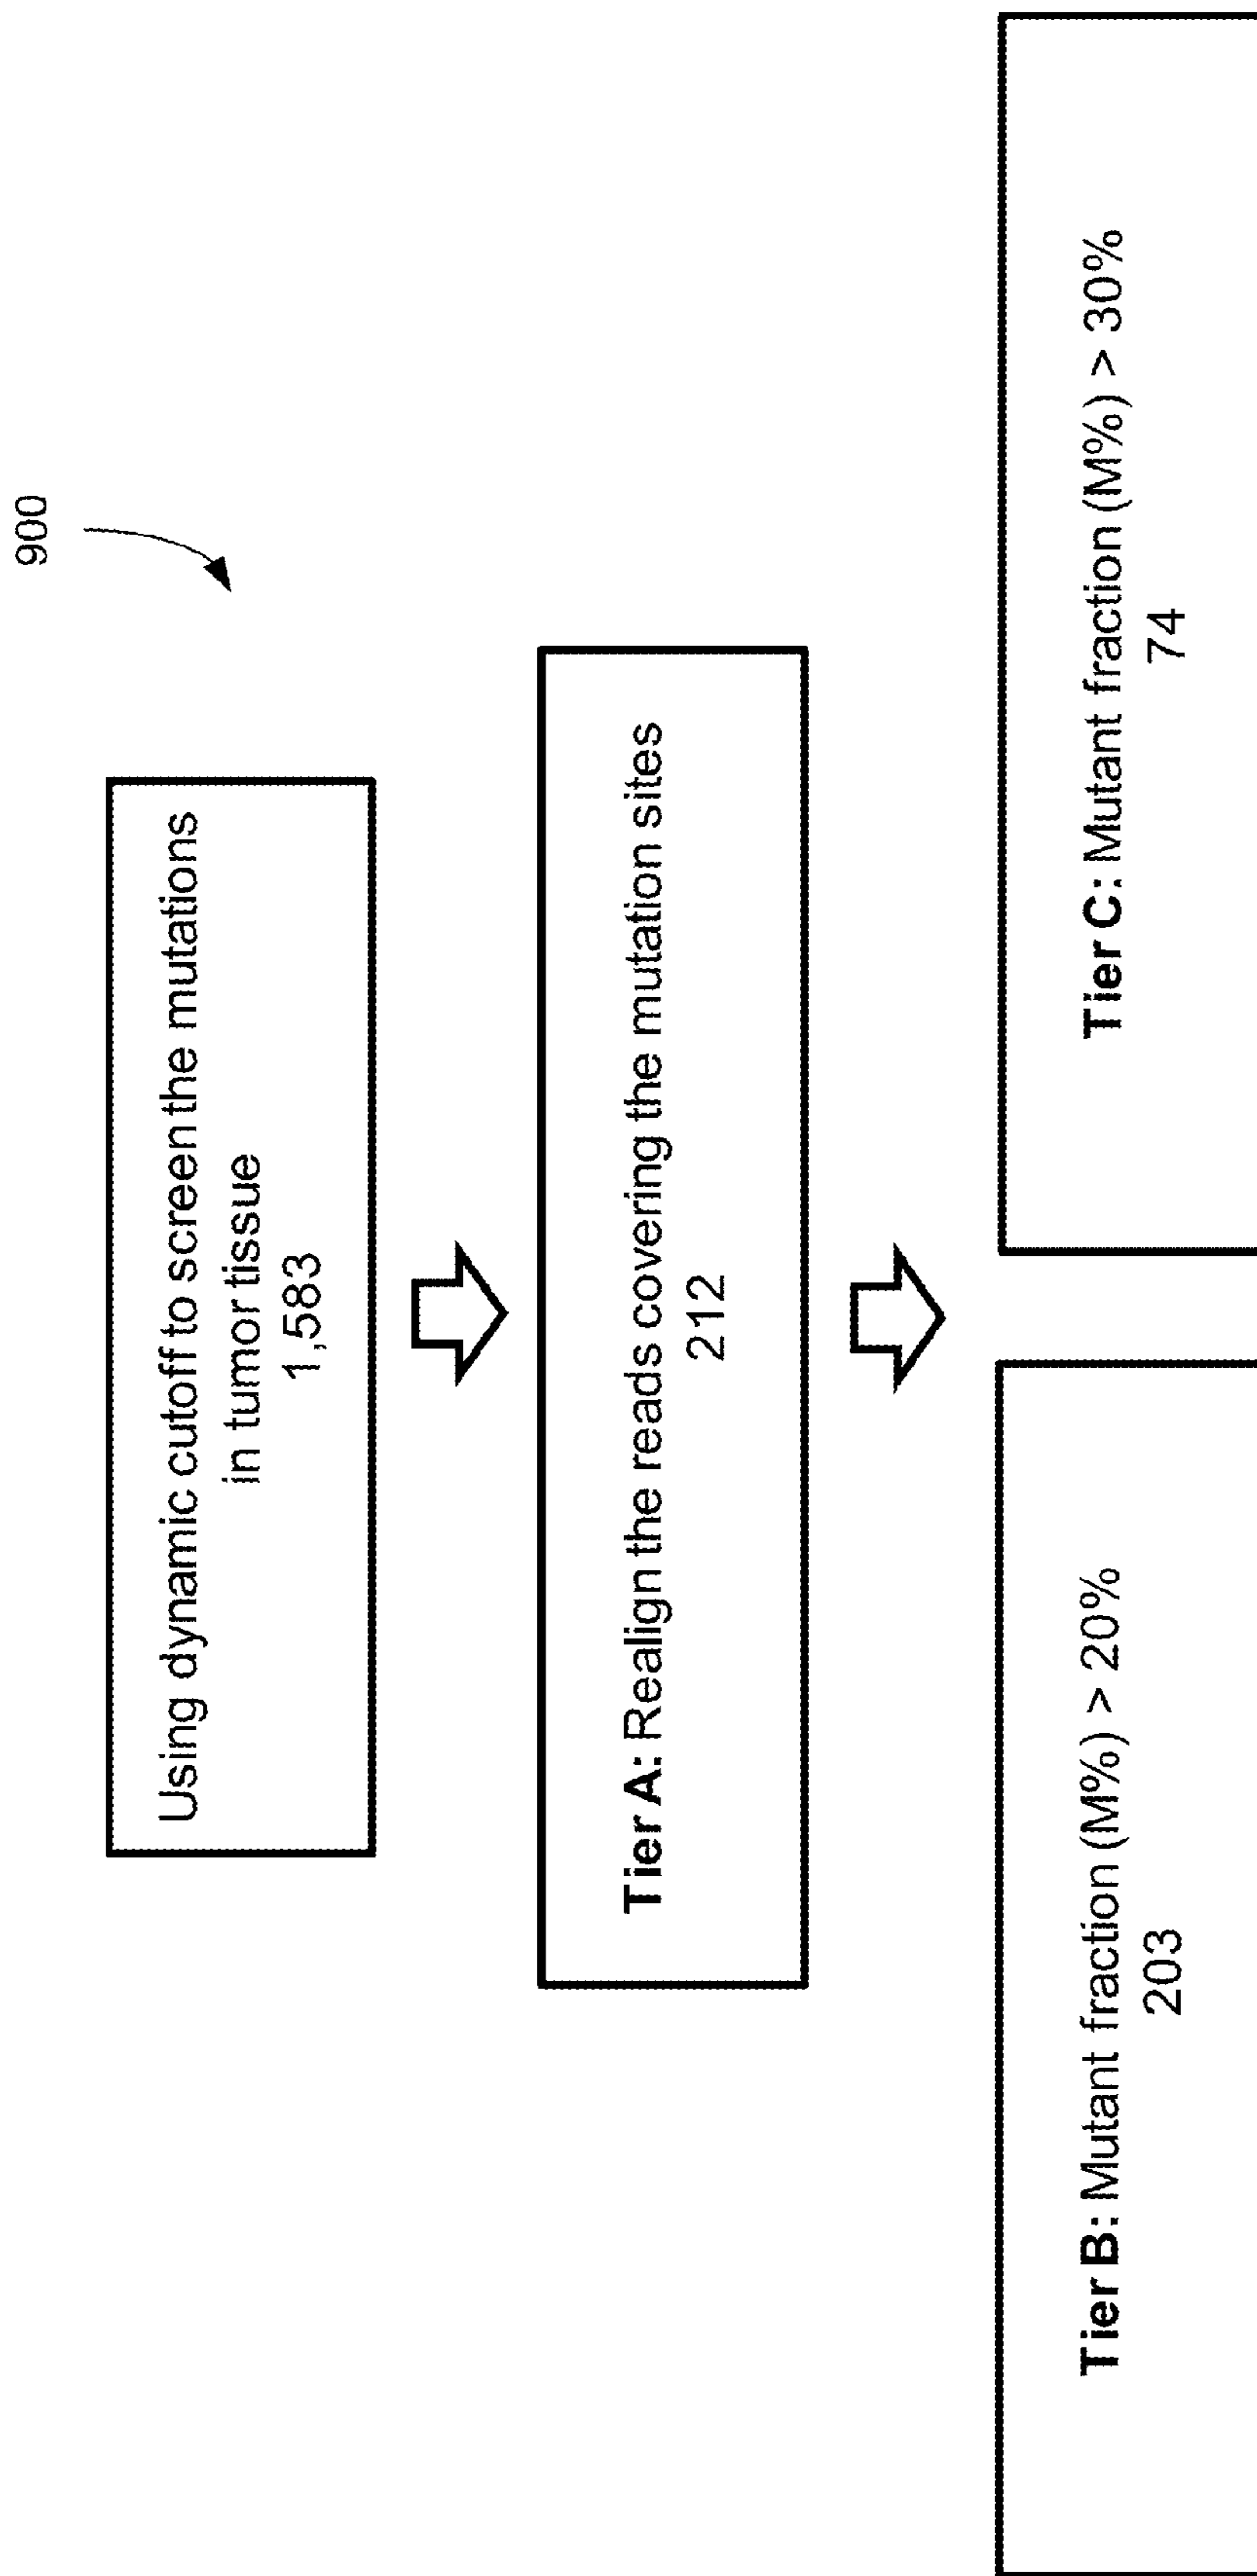 900
Using dynamic cutoff to screen the mutations
in tumor tissue
1,583
Tier A: Realign the reads covering the mutation sites
212
Tier B: Mutant fraction (M%) > 20%
203
Tier C: Mutant fraction (M%) > 30%
74